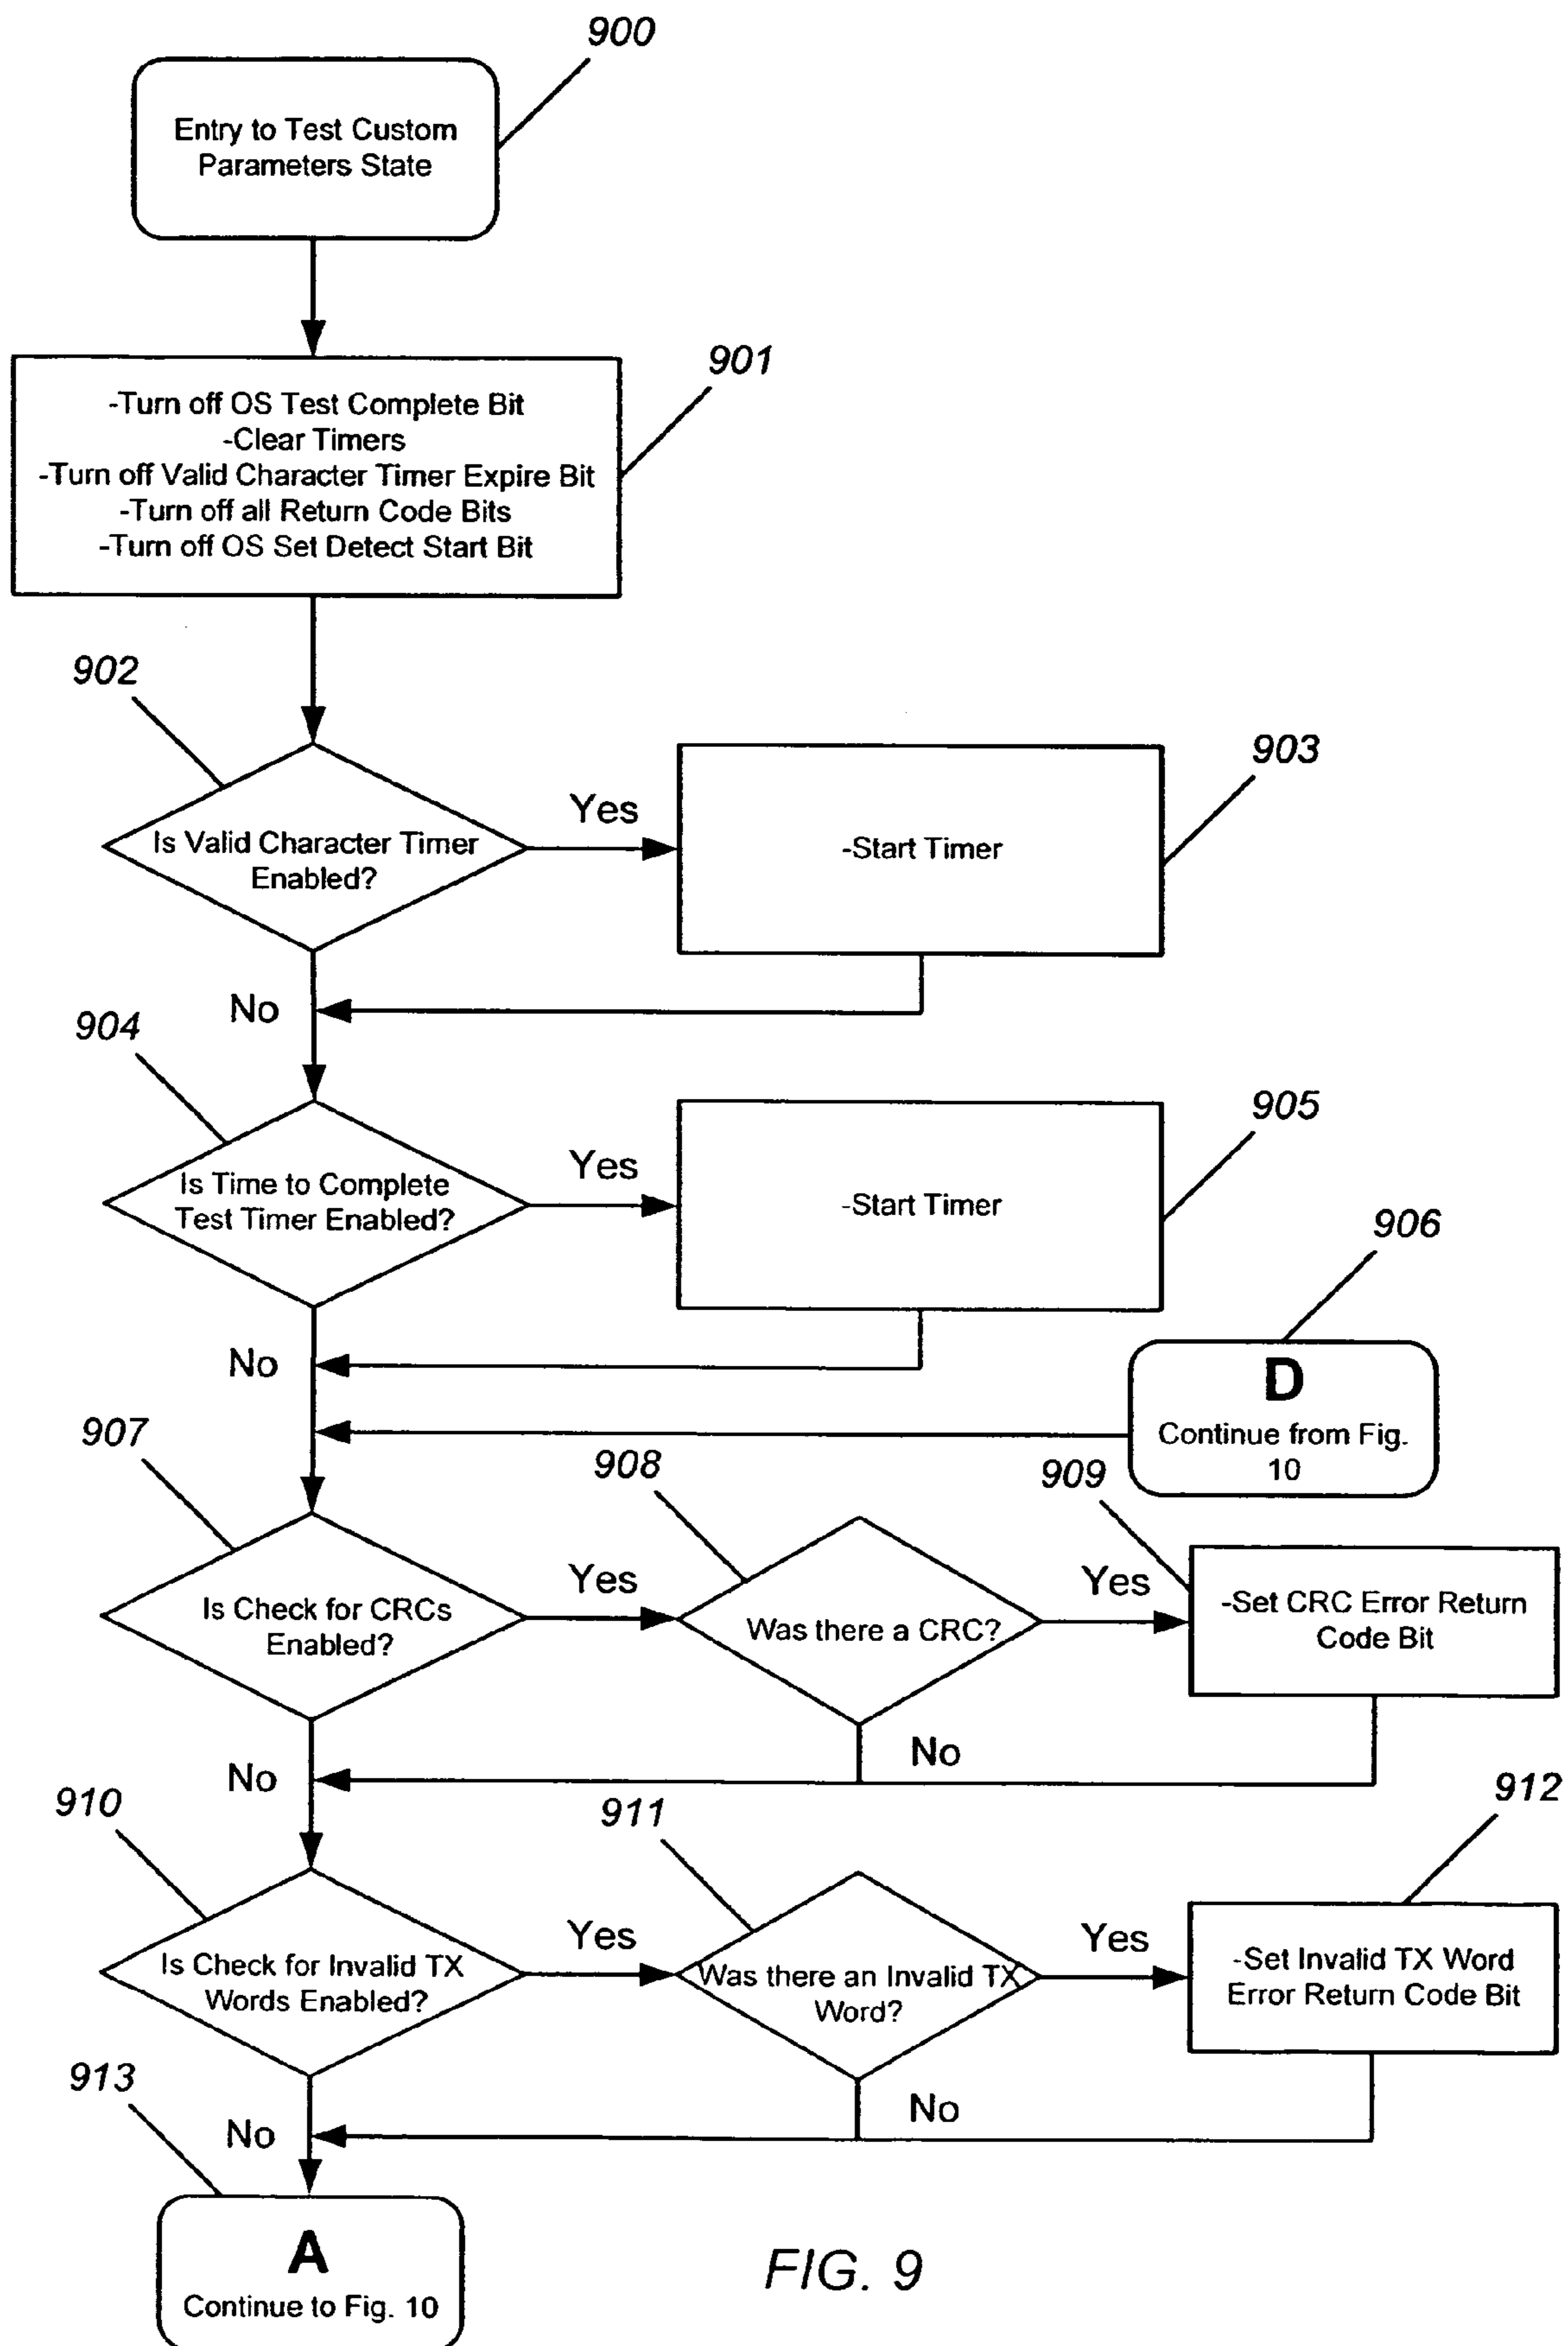 900
Entry to Test Custom
Parameters State
901
-Turn off OS Test Complete Bit
-Clear Timers
-Turn off Valid Character Timer Expire Bit
-Turn off all Return Code Bits
-Turn off OS Set Detect Start Bit
902
Is Valid Character Timer
Enabled?
Yes
903
-Start Timer
No
904
Is Time to Complete
Test Timer Enabled?
Yes
905
-Start Timer
No
906
D
Continue from Fig.
10
907
Is Check for CRCs
Enabled?
Yes
908
Was there a CRC?
Yes
909
-Set CRC Error Return
Code Bit
No
No
910
Is Check for Invalid TX
Words Enabled?
Yes
911
Was there an Invalid TX
Word?
Yes
912
-Set Invalid TX Word
Error Return Code Bit
No
No
913
A
Continue to Fig. 10
FIG. 9